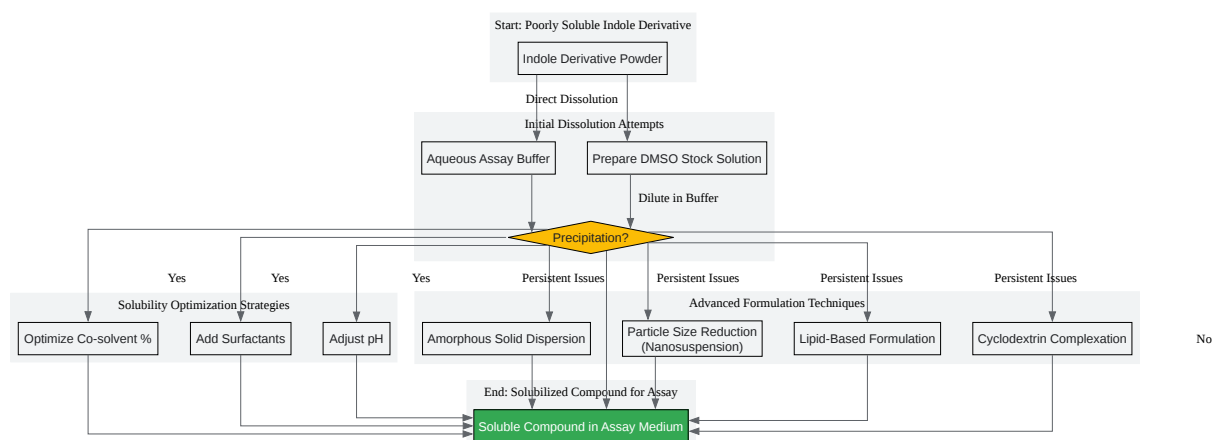 Start: Poorly Soluble Indole Derivative
Indole Derivative Powder
Direct Dissolution
Initial Dissolution Attempts
Aqueous Assay Buffer
Prepare DMSO Stock Solution
Dilute in Buffer
Precipitation?
Yes
Yes
Yes
Persistent Issues
Persistent Issues
Persistent Issues
Persistent Issues
Solubility Optimization Strategies
Advanced Formulation Techniques
Optimize Co-solvent %
Add Surfactants
Adjust pH
Amorphous Solid Dispersion
Particle Size Reduction
(Nanosuspension)
Lipid-Based Formulation
Cyclodextrin Complexation
No
End: Solubilized Compound for Assay
Soluble Compound in Assay Medium